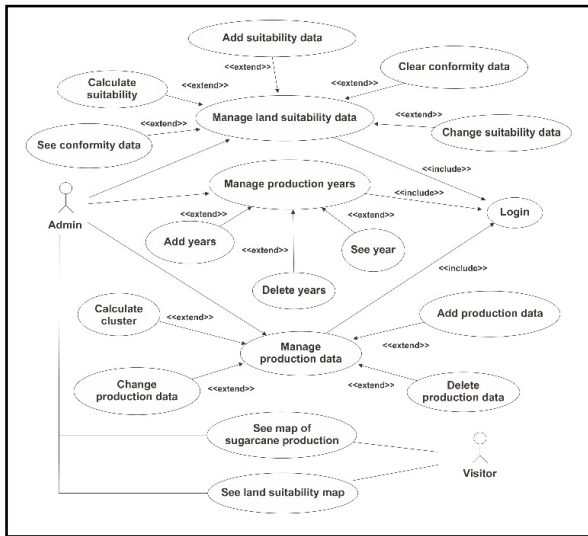 Add suitability data
<<extend>>
Clear conformity data
<<extend>>
Calculate
suitability
<<extend>>
Manage land suitability data
<<extend>>
Change suitability data
See conformity data
<<extend>>
<<include>>
Manage production years
<<include>>
Admin
Login
<<extend>>
Add years
<<extend>>
See year
<<extend>>
Delete years
<<include>>
Calculate
cluster
<<extend>>
Add production data
Manage
production data
<<extend>>
Change
production data
<<extend>>
<<extend>>
Delete
production data
See map of
sugarcane production
Visitor
See land suitability map